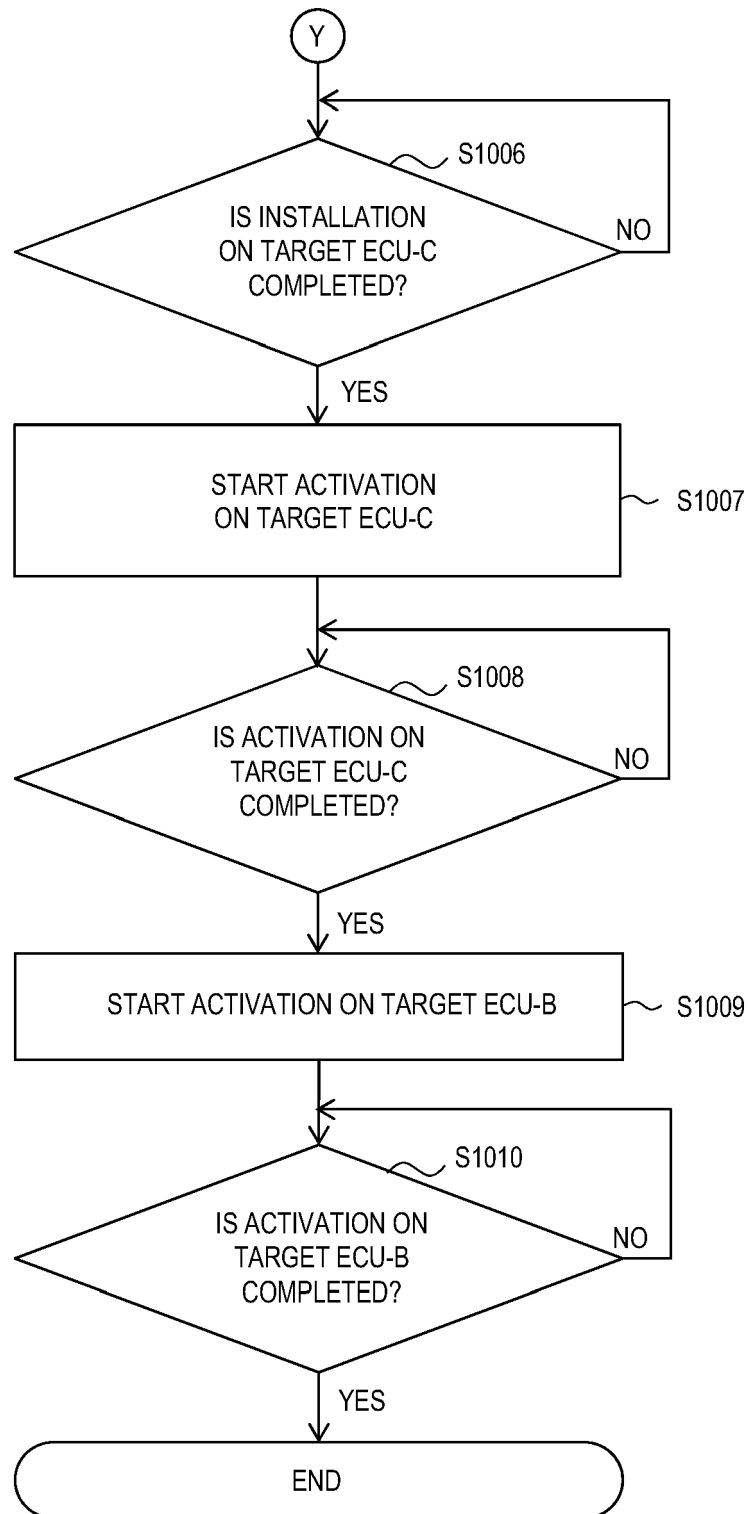 Y
S1006
IS INSTALLATION
ON TARGET ECU-C
COMPLETED?
NO
YES
START ACTIVATION
ON TARGET ECU-C
S1007
S1008
IS ACTIVATION ON
TARGET ECU-C
COMPLETED?
NO
YES
START ACTIVATION ON TARGET ECU-B
S1009
S1010
IS ACTIVATION ON
TARGET ECU-B
COMPLETED?
NO
YES
END